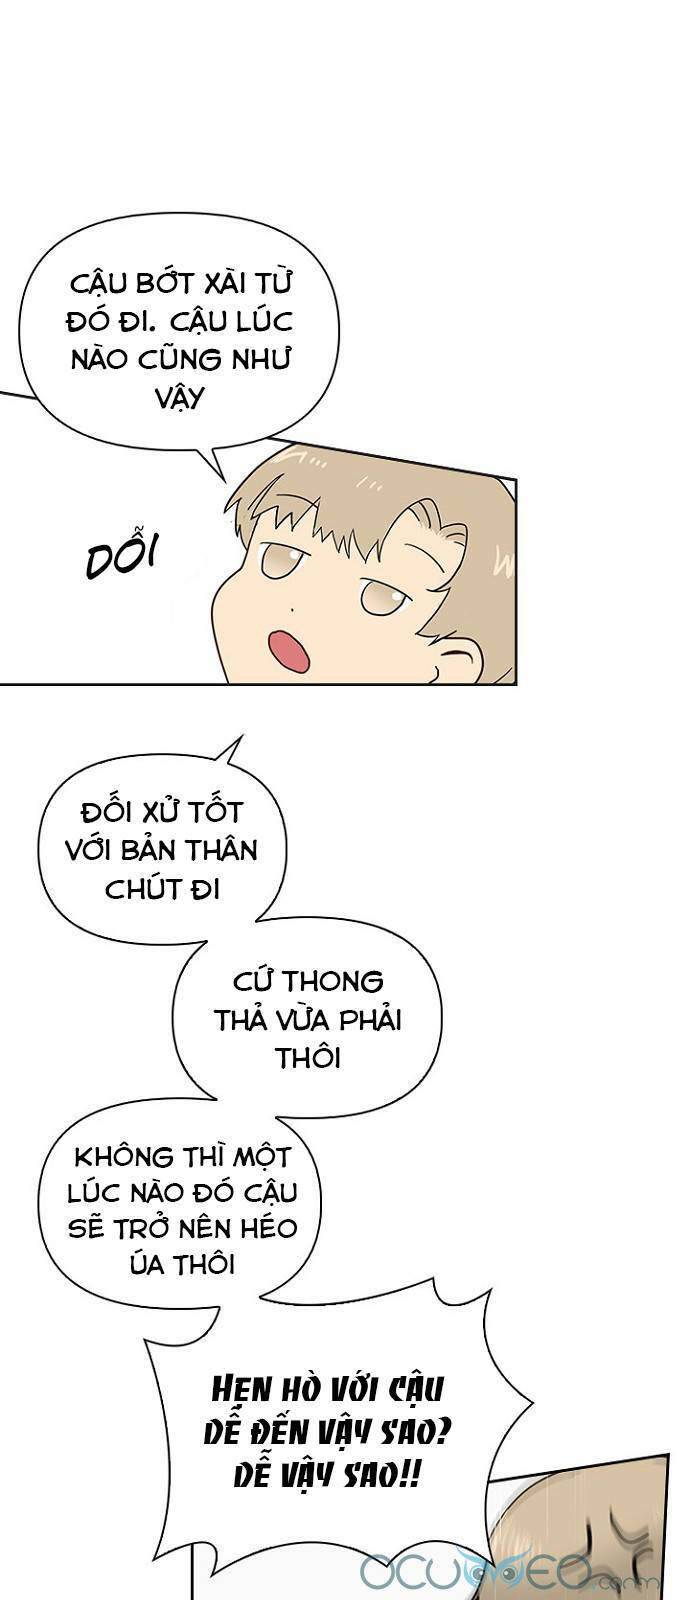 CẬU BỚT XÀI TỪ
ĐÓ ĐI. CẬU LÚC
NÀO CŨNG NHƯ
VẬY
DỖI
ĐỐI XỬ TỐT
VỚI BẢN THÂN
CHÚT ĐI
CỨ THONG
THẢ VỪA PHẢI
THÔI
KHÔNG THÌ MỘT
LÚC NÀO ĐÓ CẬU
SẼ TRỞ NÊN HÉO
ÚA THÔI
HẸN HÒ VỚI CẬU
DỄ ĐẾN VẬY SAO?
DỄ VẬY SAO!!
OCUMEO.com